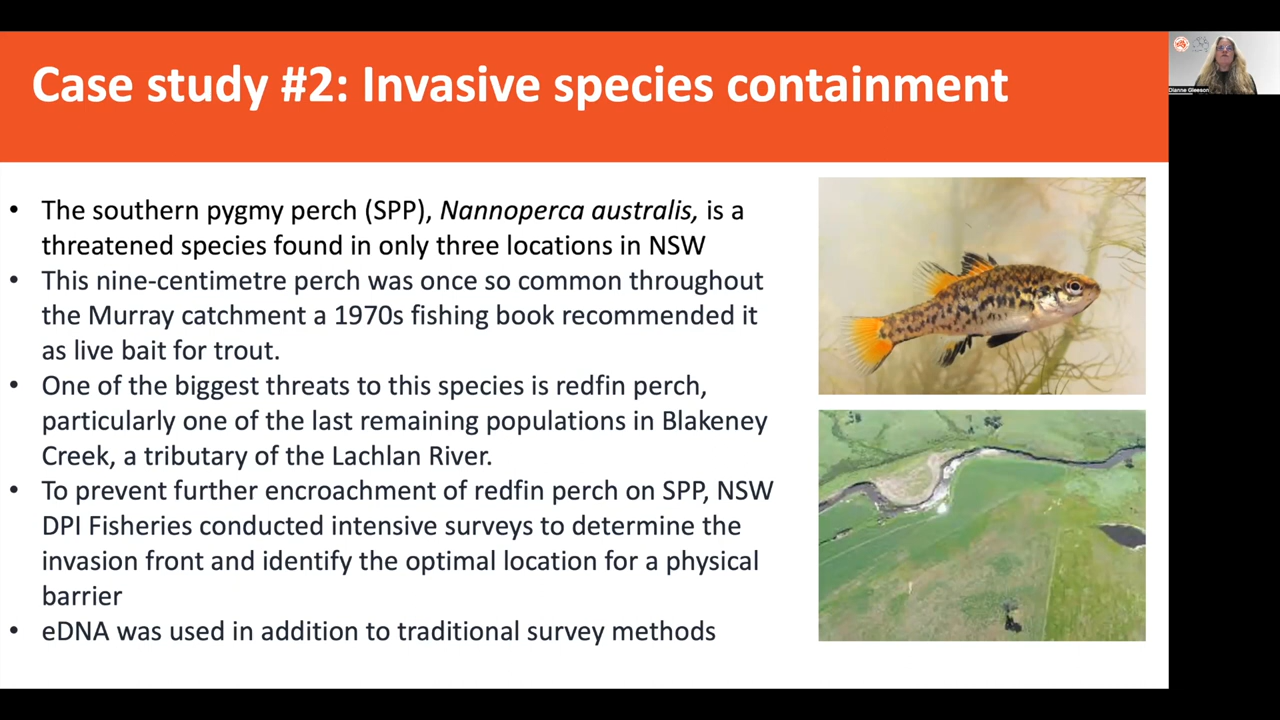 Case study #2: Invasive species containment
Dianne Gleeson
• The southern pygmy perch (SPP), Nannoperca australis, is a
threatened species found in only three locations in NSW
• This nine-centimetre perch was once so common throughout
the Murray catchment a 1970s fishing book recommended it
as live bait for trout.
• One of the biggest threats to this species is redfin perch,
particularly one of the last remaining populations in Blakeney
Creek, a tributary of the Lachlan River.
• To prevent further encroachment of redfin perch on SPP, NSW
DPI Fisheries conducted intensive surveys to determine the
invasion front and identify the optimal location for a physical
barrier
• eDNA was used in addition to traditional survey methods